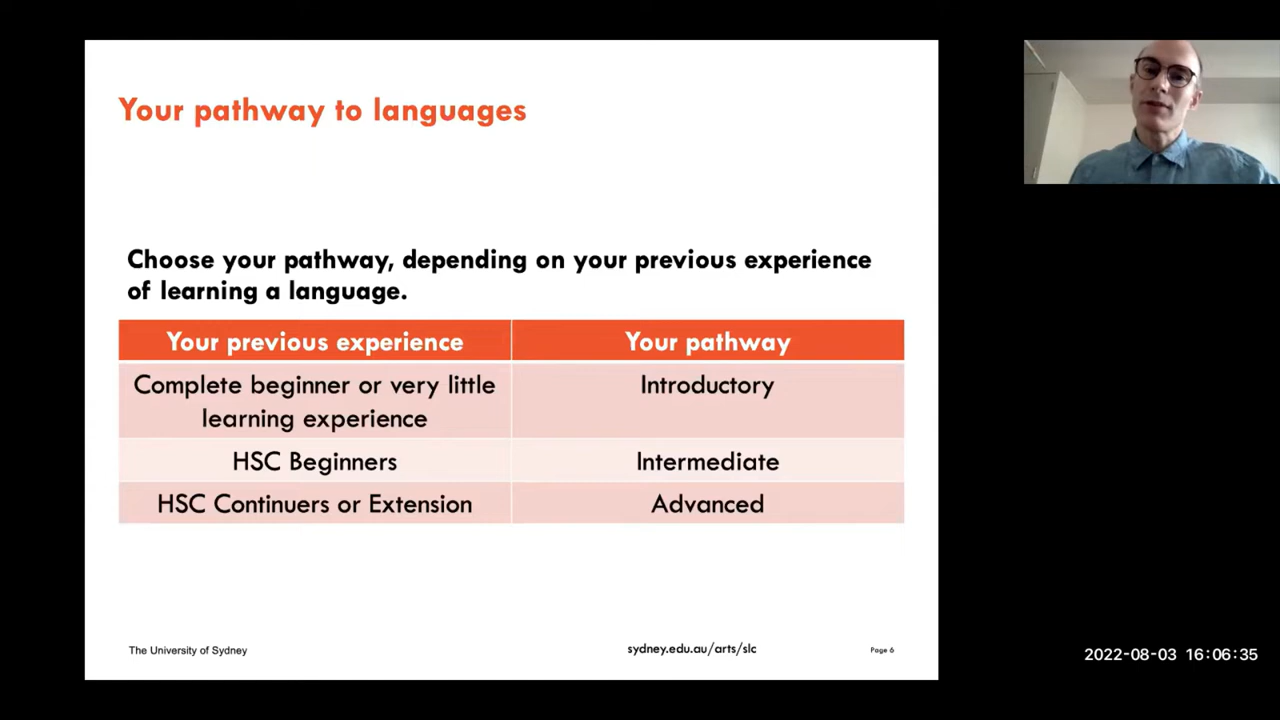 Your pathway to languages
Choose your pathway, depending on your previous experience
of learning a language.
Your previous experience
Your pathway
Complete beginner or very little
learning experience
Introductory
HSC Beginners
Intermediate
HSC Continuers or Extension
Advanced
The University of Sydney
sydney.edu.au/arts/slc
Page 6
2022-08-03 16:06:35